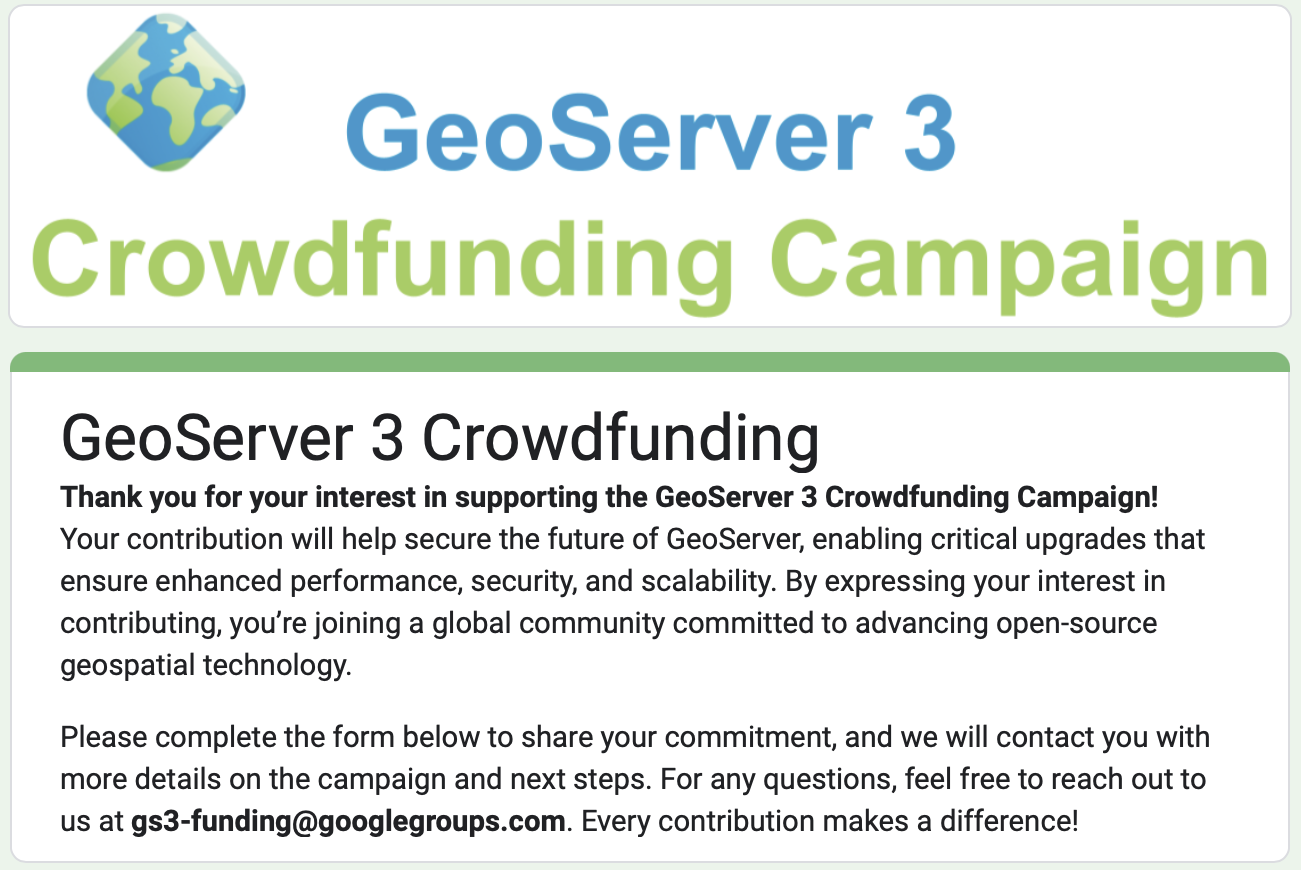 GeoServer 3
Crowdfunding Campaign
GeoServer 3 Crowdfunding
Thank you for your interest in supporting the GeoServer 3 Crowdfunding Campaign!
Your contribution will help secure the future of GeoServer, enabling critical upgrades that
ensure enhanced performance, security, and scalability. By expressing your interest in
contributing, you’re joining a global community committed to advancing open-source
geospatial technology.
Please complete the form below to share your commitment, and we will contact you with
more details on the campaign and next steps. For any questions, feel free to reach out to
us at gs3-funding@googlegroups.com. Every contribution makes a difference!